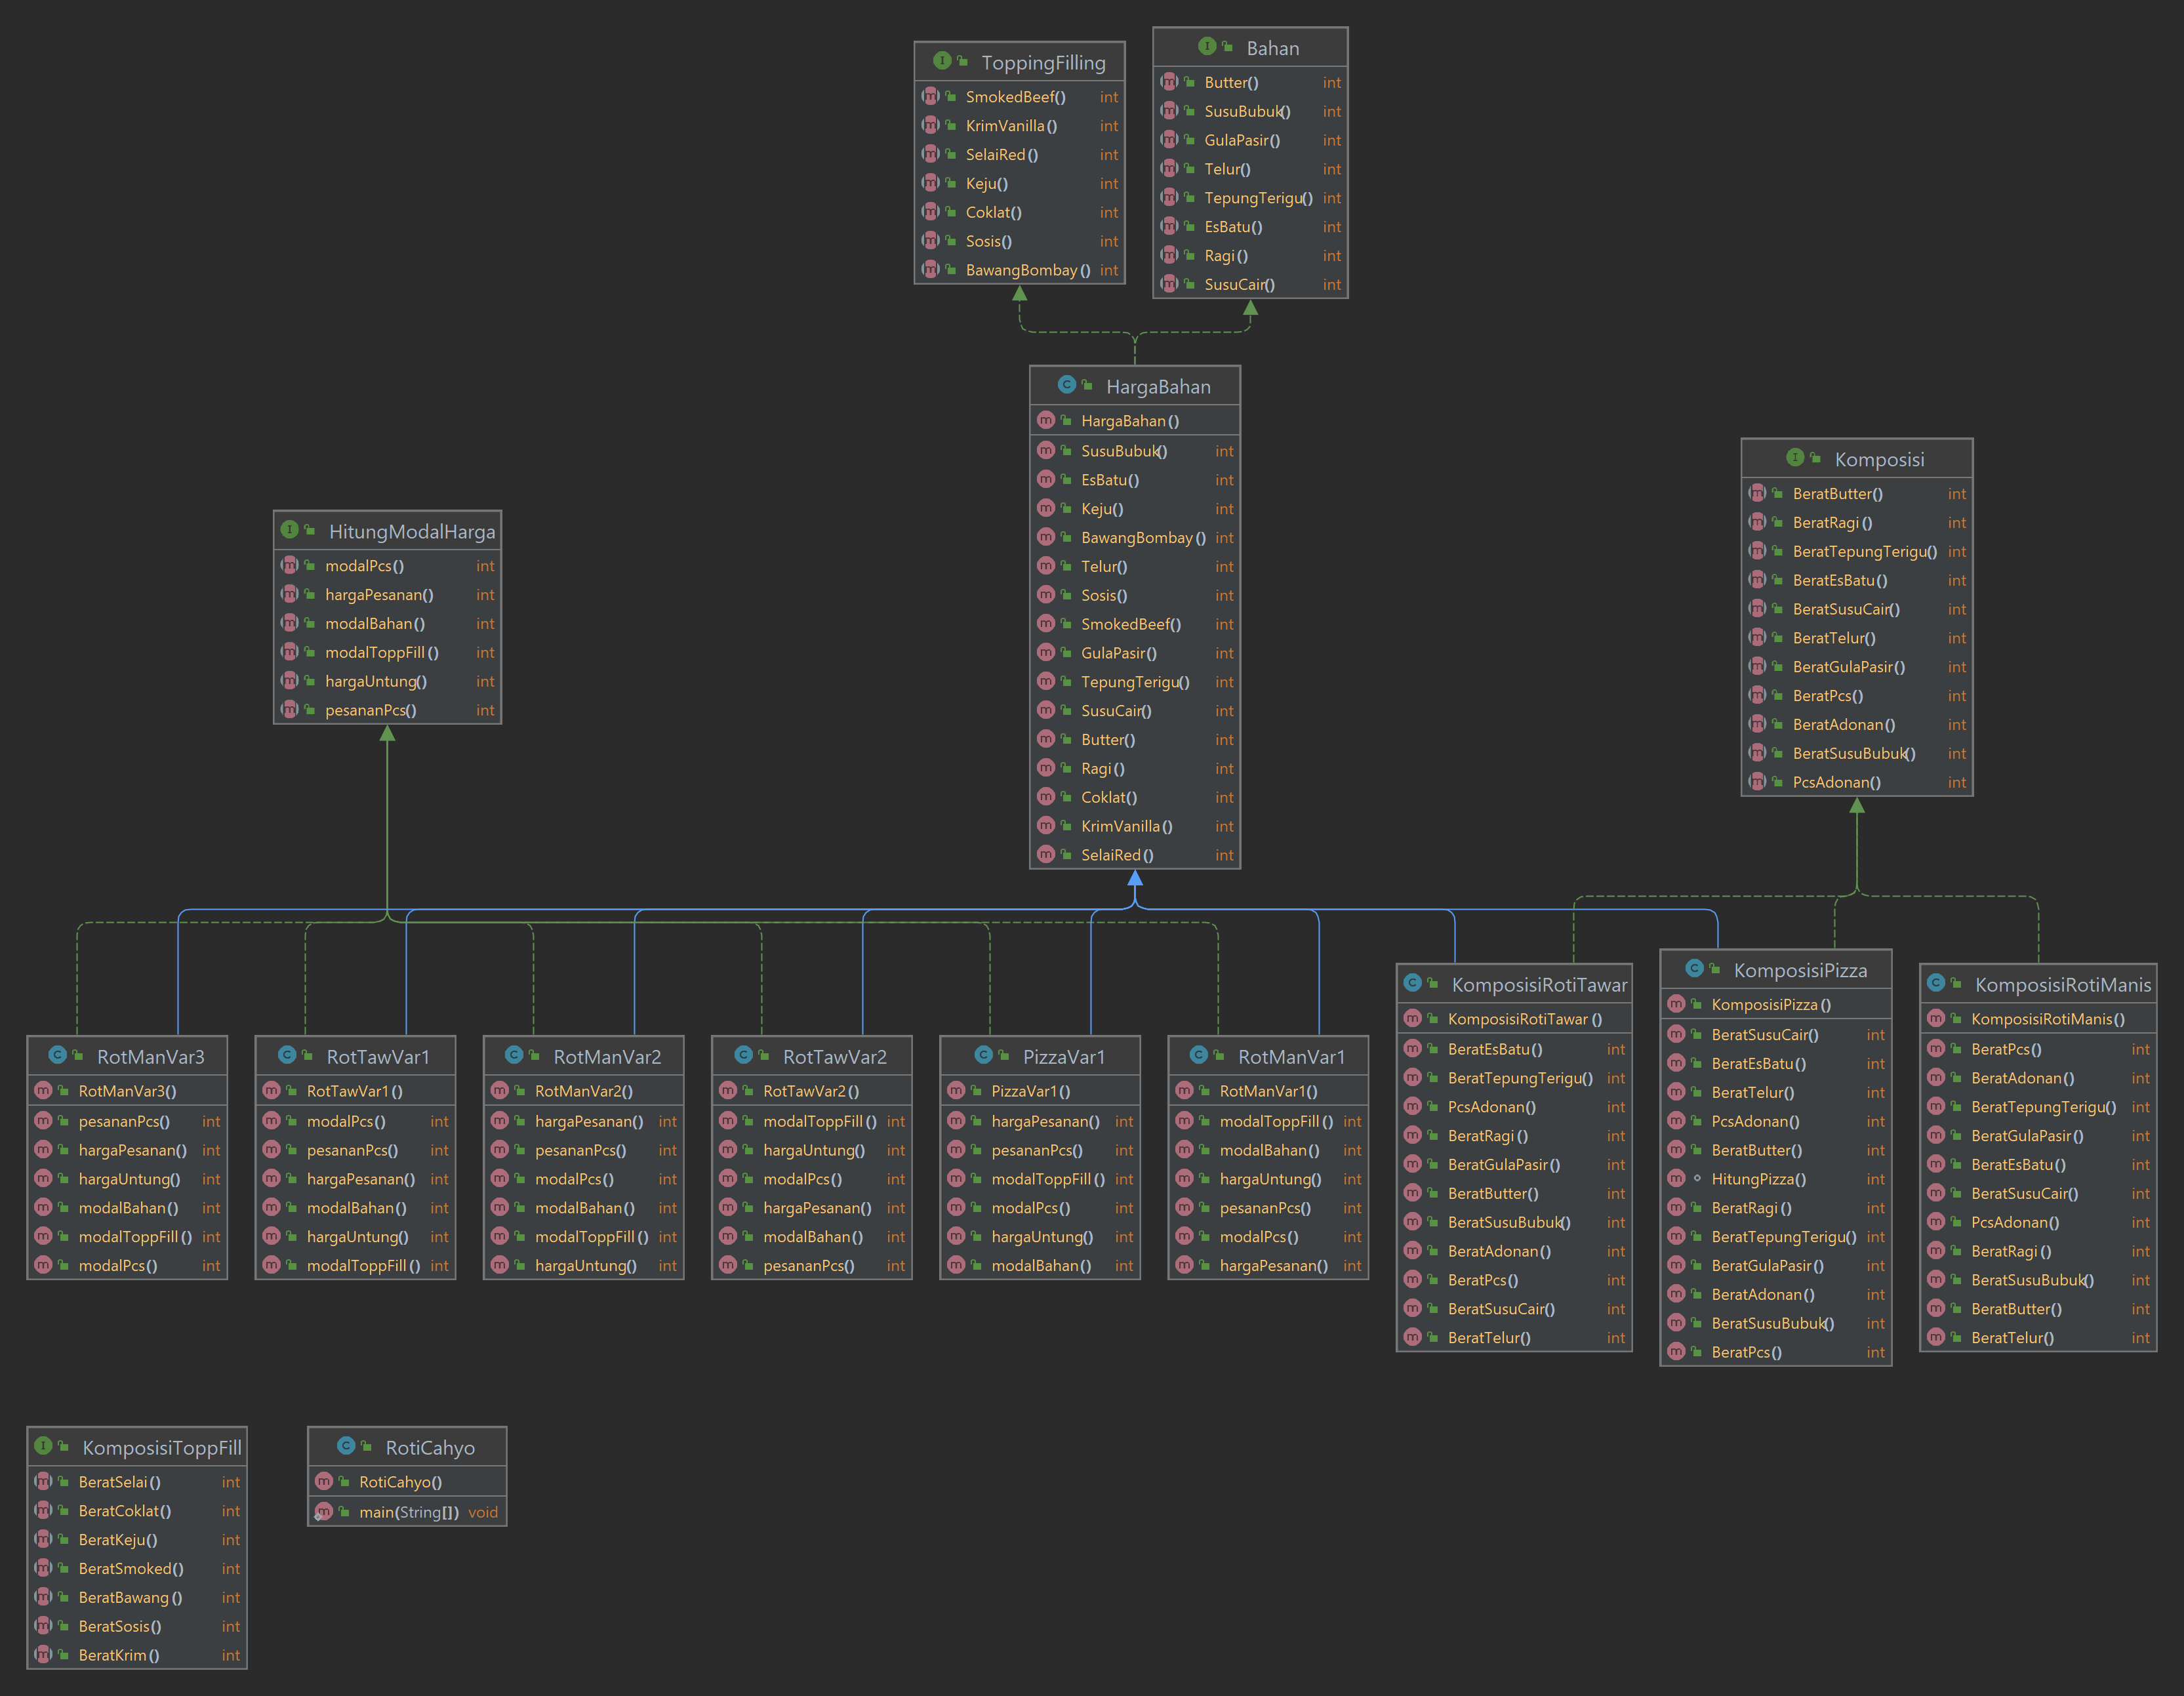 ToppingFilling
SmokedBeef() int
KrimVanilla() int
SelaiRed() int
Keju() int
Coklat() int
Sosis() int
BawangBombay() int
Bahan
Butter() int
SusuBubuk() int
GulaPasir() int
Telur() int
TepungTerigu() int
EsBatu() int
Ragi() int
SusuCair() int
HargaBahan
HargaBahan()
SusuBubuk() int
EsBatu() int
Keju() int
BawangBombay() int
Telur() int
Sosis() int
SmokedBeef() int
GulaPasir() int
TepungTerigu() int
SusuCair() int
Butter() int
Ragi() int
Coklat() int
KrimVanilla() int
SelaiRed() int
Komposisi
BeratButter() int
BeratRagi() int
BeratTepungTerigu() int
BeratEsBatu() int
BeratSusuCair() int
BeratTelur() int
BeratGulaPasir() int
BeratPcs() int
BeratAdonan() int
BeratSusuBubuk() int
PcsAdonan() int
HitungModalHarga
modalPcs() int
hargaPesanan() int
modalBahan() int
modalToppFill() int
hargaUntung() int
pesananPcs() int
RotManVar3
RotManVar3()
pesananPcs() int
hargaPesanan() int
hargaUntung() int
modalBahan() int
modalToppFill() int
modalPcs() int
RotTawVar1
RotTawVar1()
modalPcs() int
pesananPcs() int
hargaPesanan() int
modalBahan() int
hargaUntung() int
modalToppFill() int
RotManVar2
RotManVar2()
hargaPesanan() int
pesananPcs() int
modalPcs() int
modalBahan() int
modalToppFill() int
hargaUntung() int
RotTawVar2
RotTawVar2()
modalToppFill() int
hargaUntung() int
modalPcs() int
hargaPesanan() int
modalBahan() int
pesananPcs() int
PizzaVar1
PizzaVar1()
hargaPesanan() int
pesananPcs() int
modalToppFill() int
modalPcs() int
hargaUntung() int
modalBahan() int
RotManVar1
RotManVar1()
modalToppFill() int
modalBahan() int
hargaUntung() int
pesananPcs() int
modalPcs() int
hargaPesanan() int
KomposisiRotiTawar
KomposisiRotiTawar()
BeratEsBatu() int
BeratTepungTerigu() int
PcsAdonan() int
BeratRagi() int
BeratGulaPasir() int
BeratButter() int
BeratSusuBubuk() int
BeratAdonan() int
BeratPcs() int
BeratSusuCair() int
BeratTelur() int
KomposisiPizza
KomposisiPizza()
BeratSusuCair() int
BeratEsBatu() int
BeratTelur() int
PcsAdonan() int
BeratButter() int
HitungPizza() int
BeratRagi() int
BeratTepungTerigu() int
BeratGulaPasir() int
BeratAdonan() int
BeratSusuBubuk() int
BeratPcs() int
KomposisiRotiManis
KomposisiRotiManis()
BeratPcs() int
BeratAdonan() int
BeratTepungTerigu() int
BeratGulaPasir() int
BeratEsBatu() int
BeratSusuCair() int
PcsAdonan() int
BeratRagi() int
BeratSusuBubuk() int
BeratButter() int
BeratTelur() int
KomposisiToppFill
BeratSelai() int
BeratCoklat() int
BeratKeju() int
BeratSmoked() int
BeratBawang() int
BeratSosis() int
BeratKrim() int
RotiCahyo
RotiCahyo()
main(String[]) void